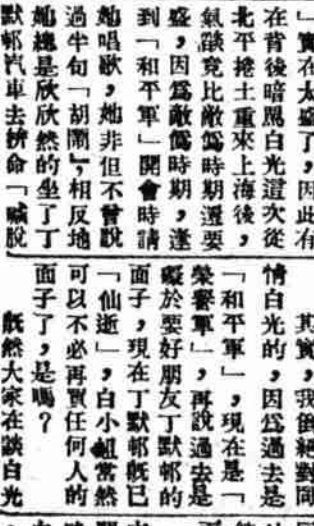 」實在太盛了,因此有
在背後暗罵白光這次從
北平捲土重來上海後,
氣燄竟比敵僞時期還要
盛,因爲敵僞時期,逢
到「和平軍」開會時請
她唱歌,她非但不曾說
過半句「胡鬧」,相反地
她總是欣欣然的坐了丁
默邨汽車去拚命「喊脫
其實,我倒絕對同
情白光的,因爲過去是
「和平軍」,現在是「
榮譽軍」,再說過去是
礙於要好朋友丁默邨的
面子,現在丁默邨旣已
「仙逝」,白小姐當然
可以不必再買任何人的
面子了,是嗎?
旣然大家在談白光